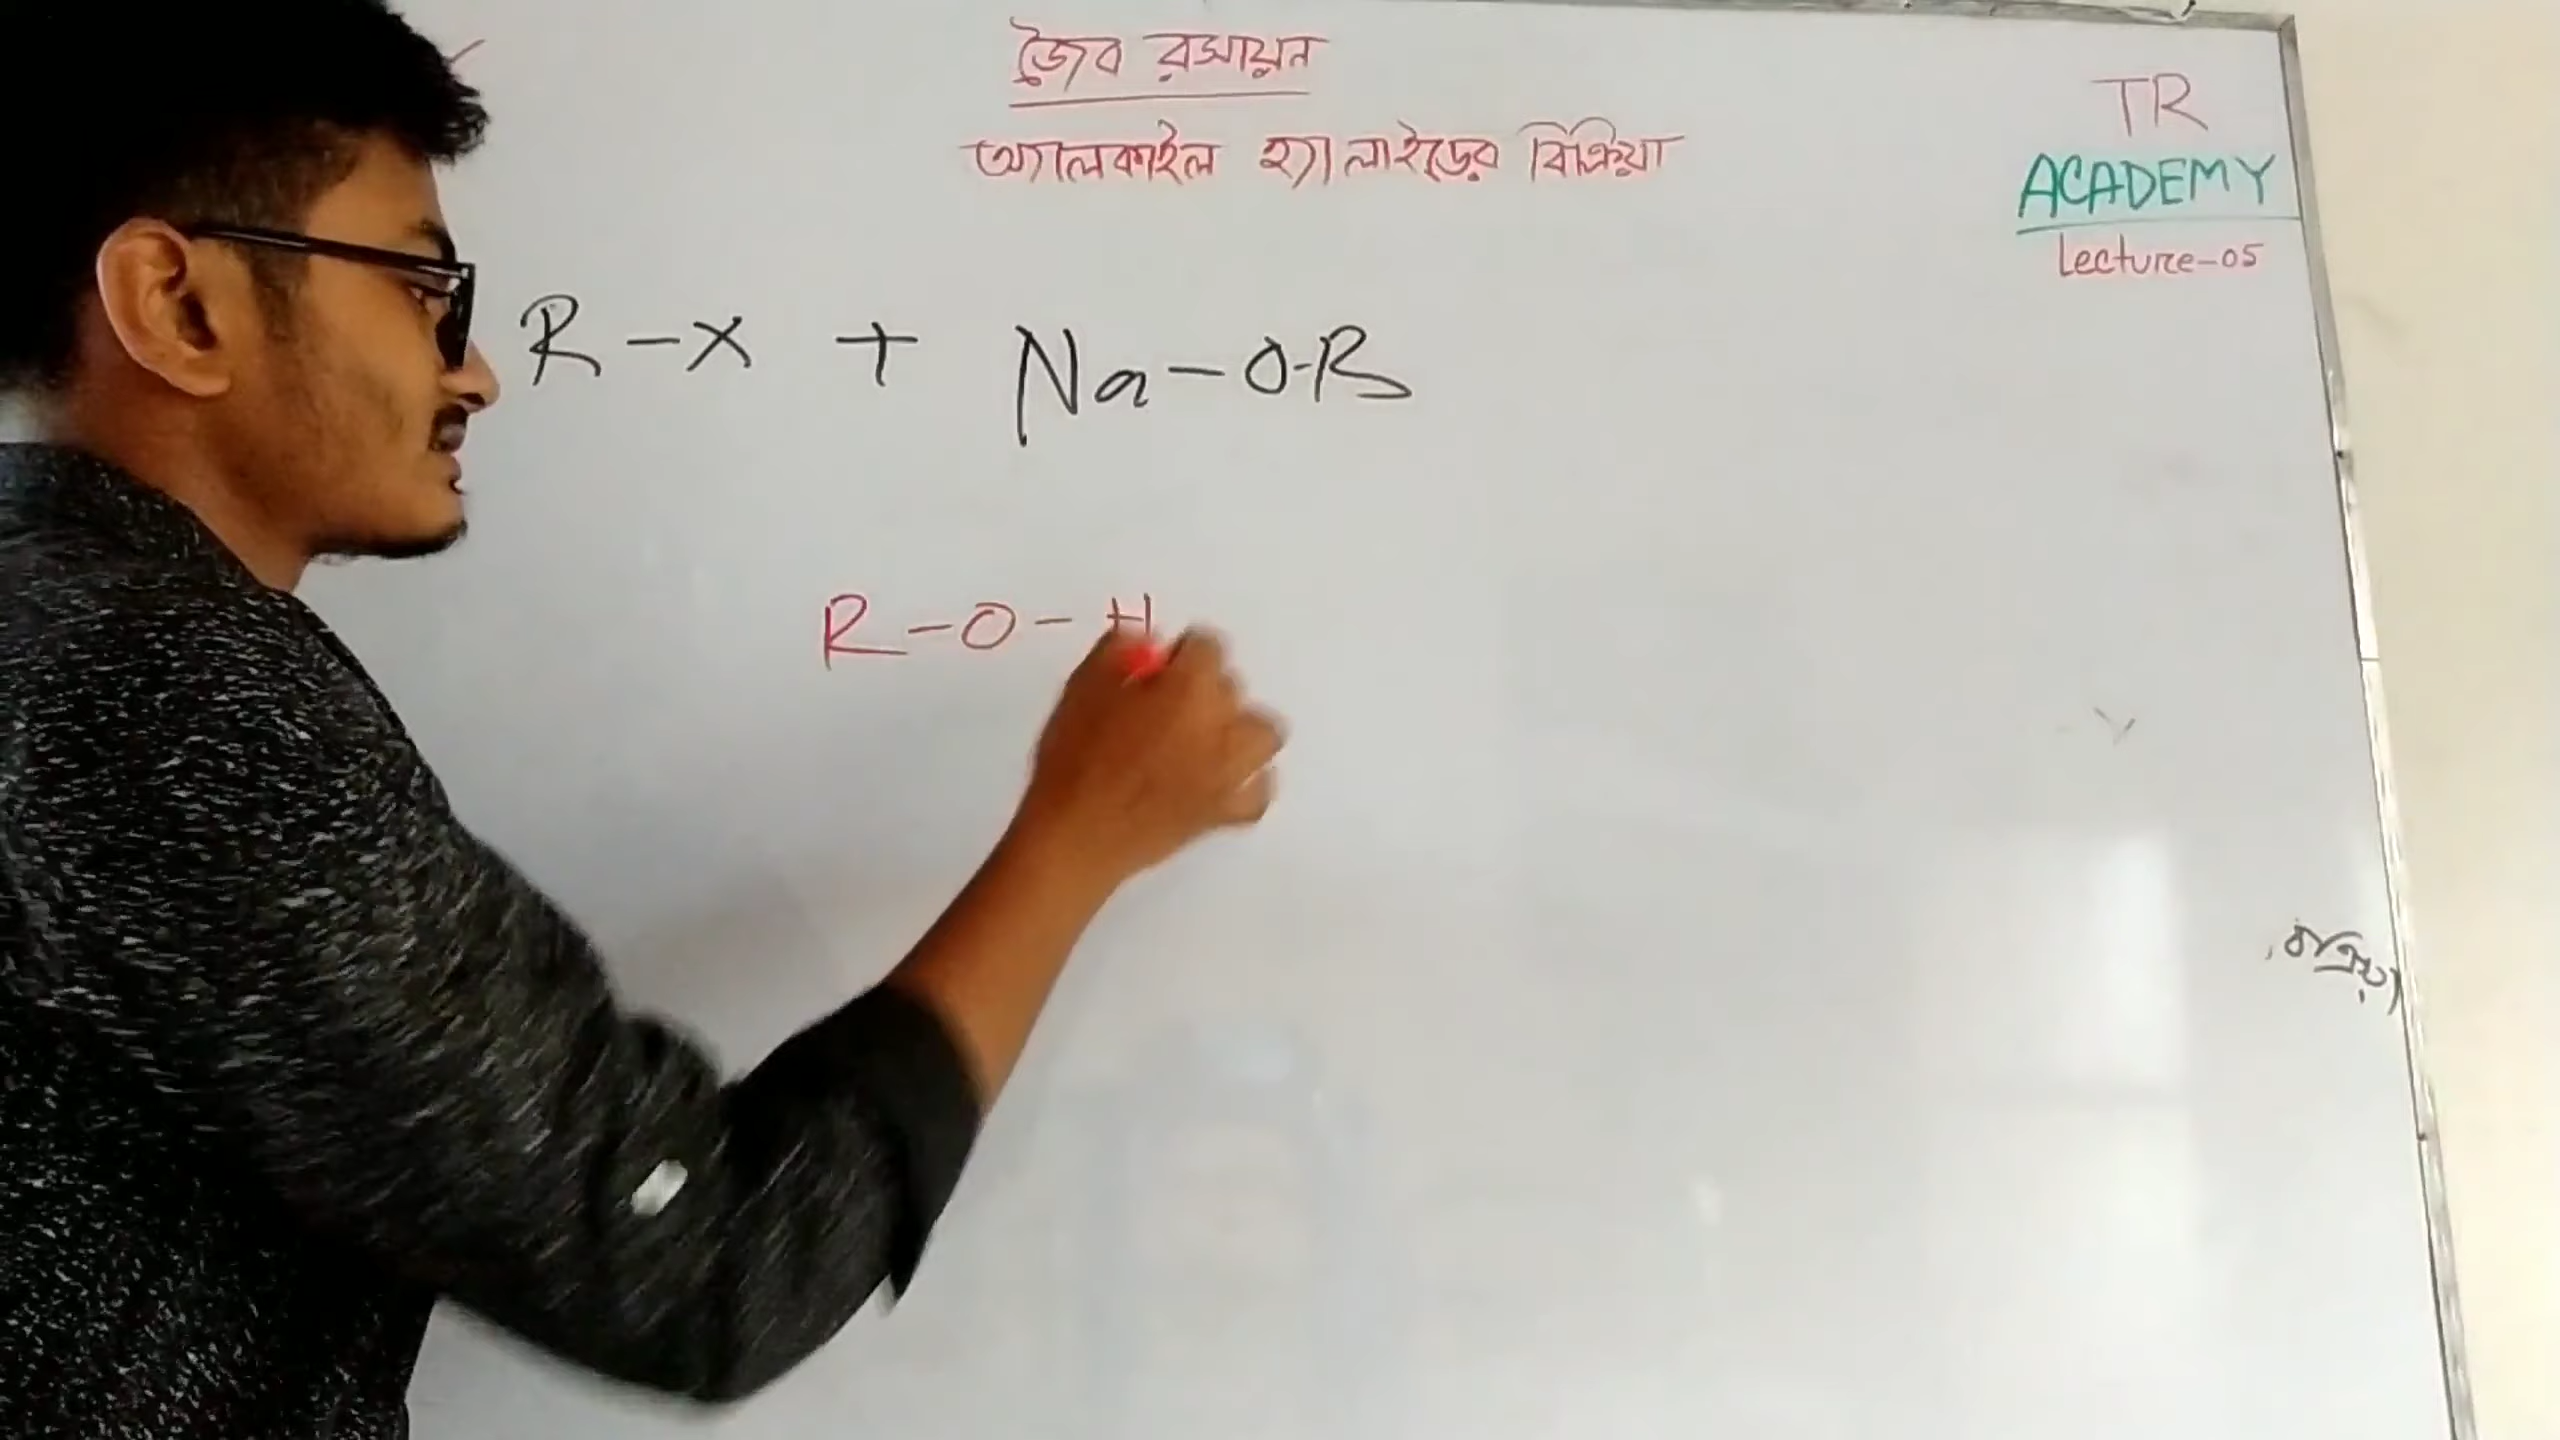 জৈব রসায়ন
অ্যালকাইল হ্যালাইডের বিক্রিয়া
TR
ACADEMY
Lecture-05
R-X + Na-O-R
R-O-H